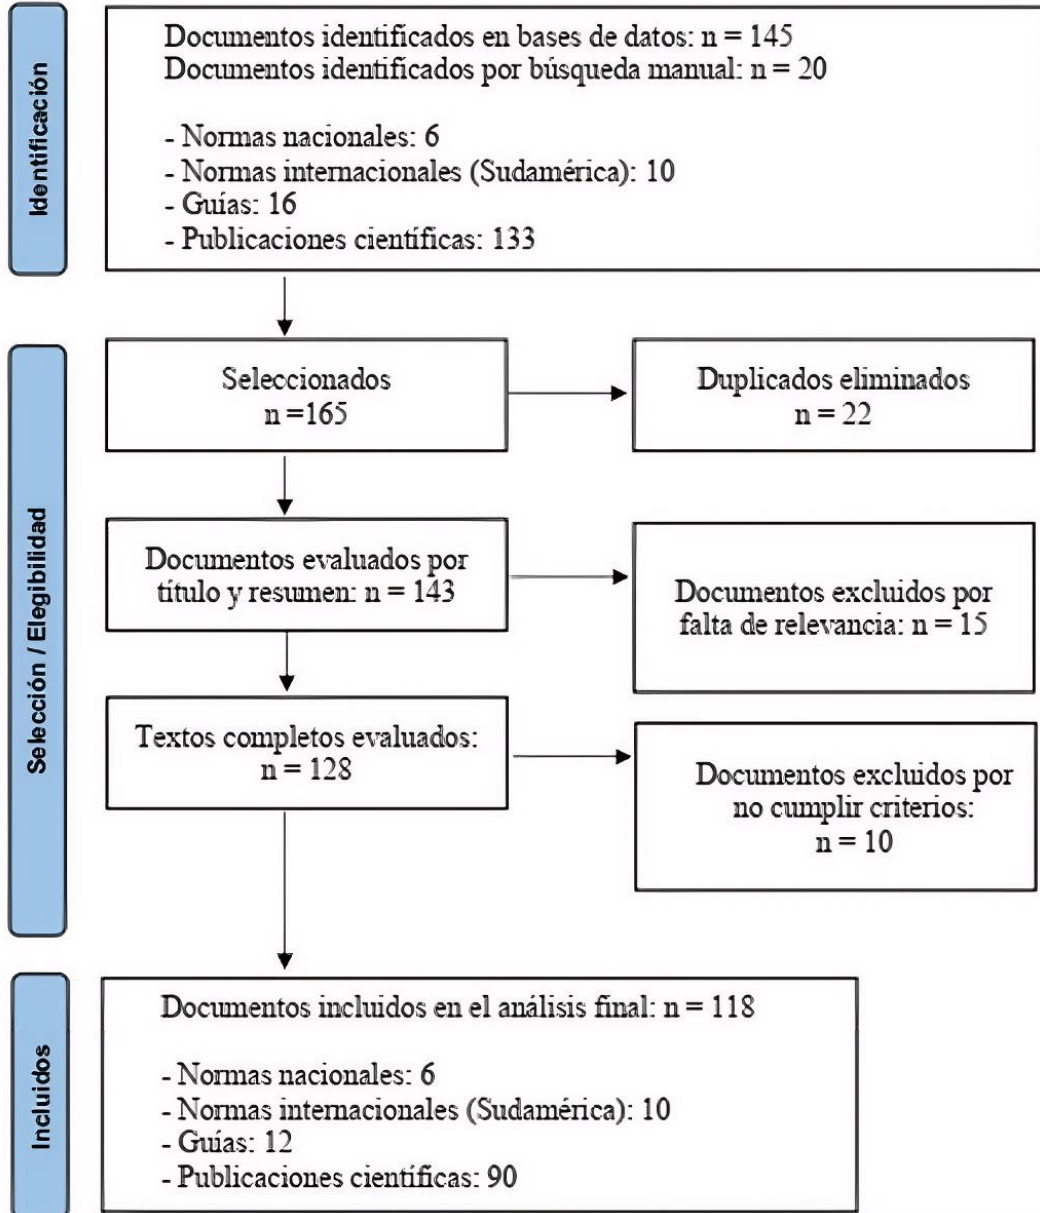 Identificación
Documentos identificados en bases de datos: n = 145
Documentos identificados por búsqueda manual: n = 20
- Normas nacionales: 6
- Normas internacionales (Sudamérica): 10
- Guías: 16
- Publicaciones científicas: 133
Selección / Elegibilidad
Seleccionados
n =165
Duplicados eliminados
n = 22
Documentos evaluados por
título y resumen: n = 143
Documentos excluidos por
falta de relevancia: n = 15
Textos completos evaluados:
n = 128
Documentos excluidos por
no cumplir criterios:
n = 10
Incluidos
Documentos incluidos en el análisis final: n = 118
- Normas nacionales: 6
- Normas internacionales (Sudamérica): 10
- Guías: 12
- Publicaciones científicas: 90